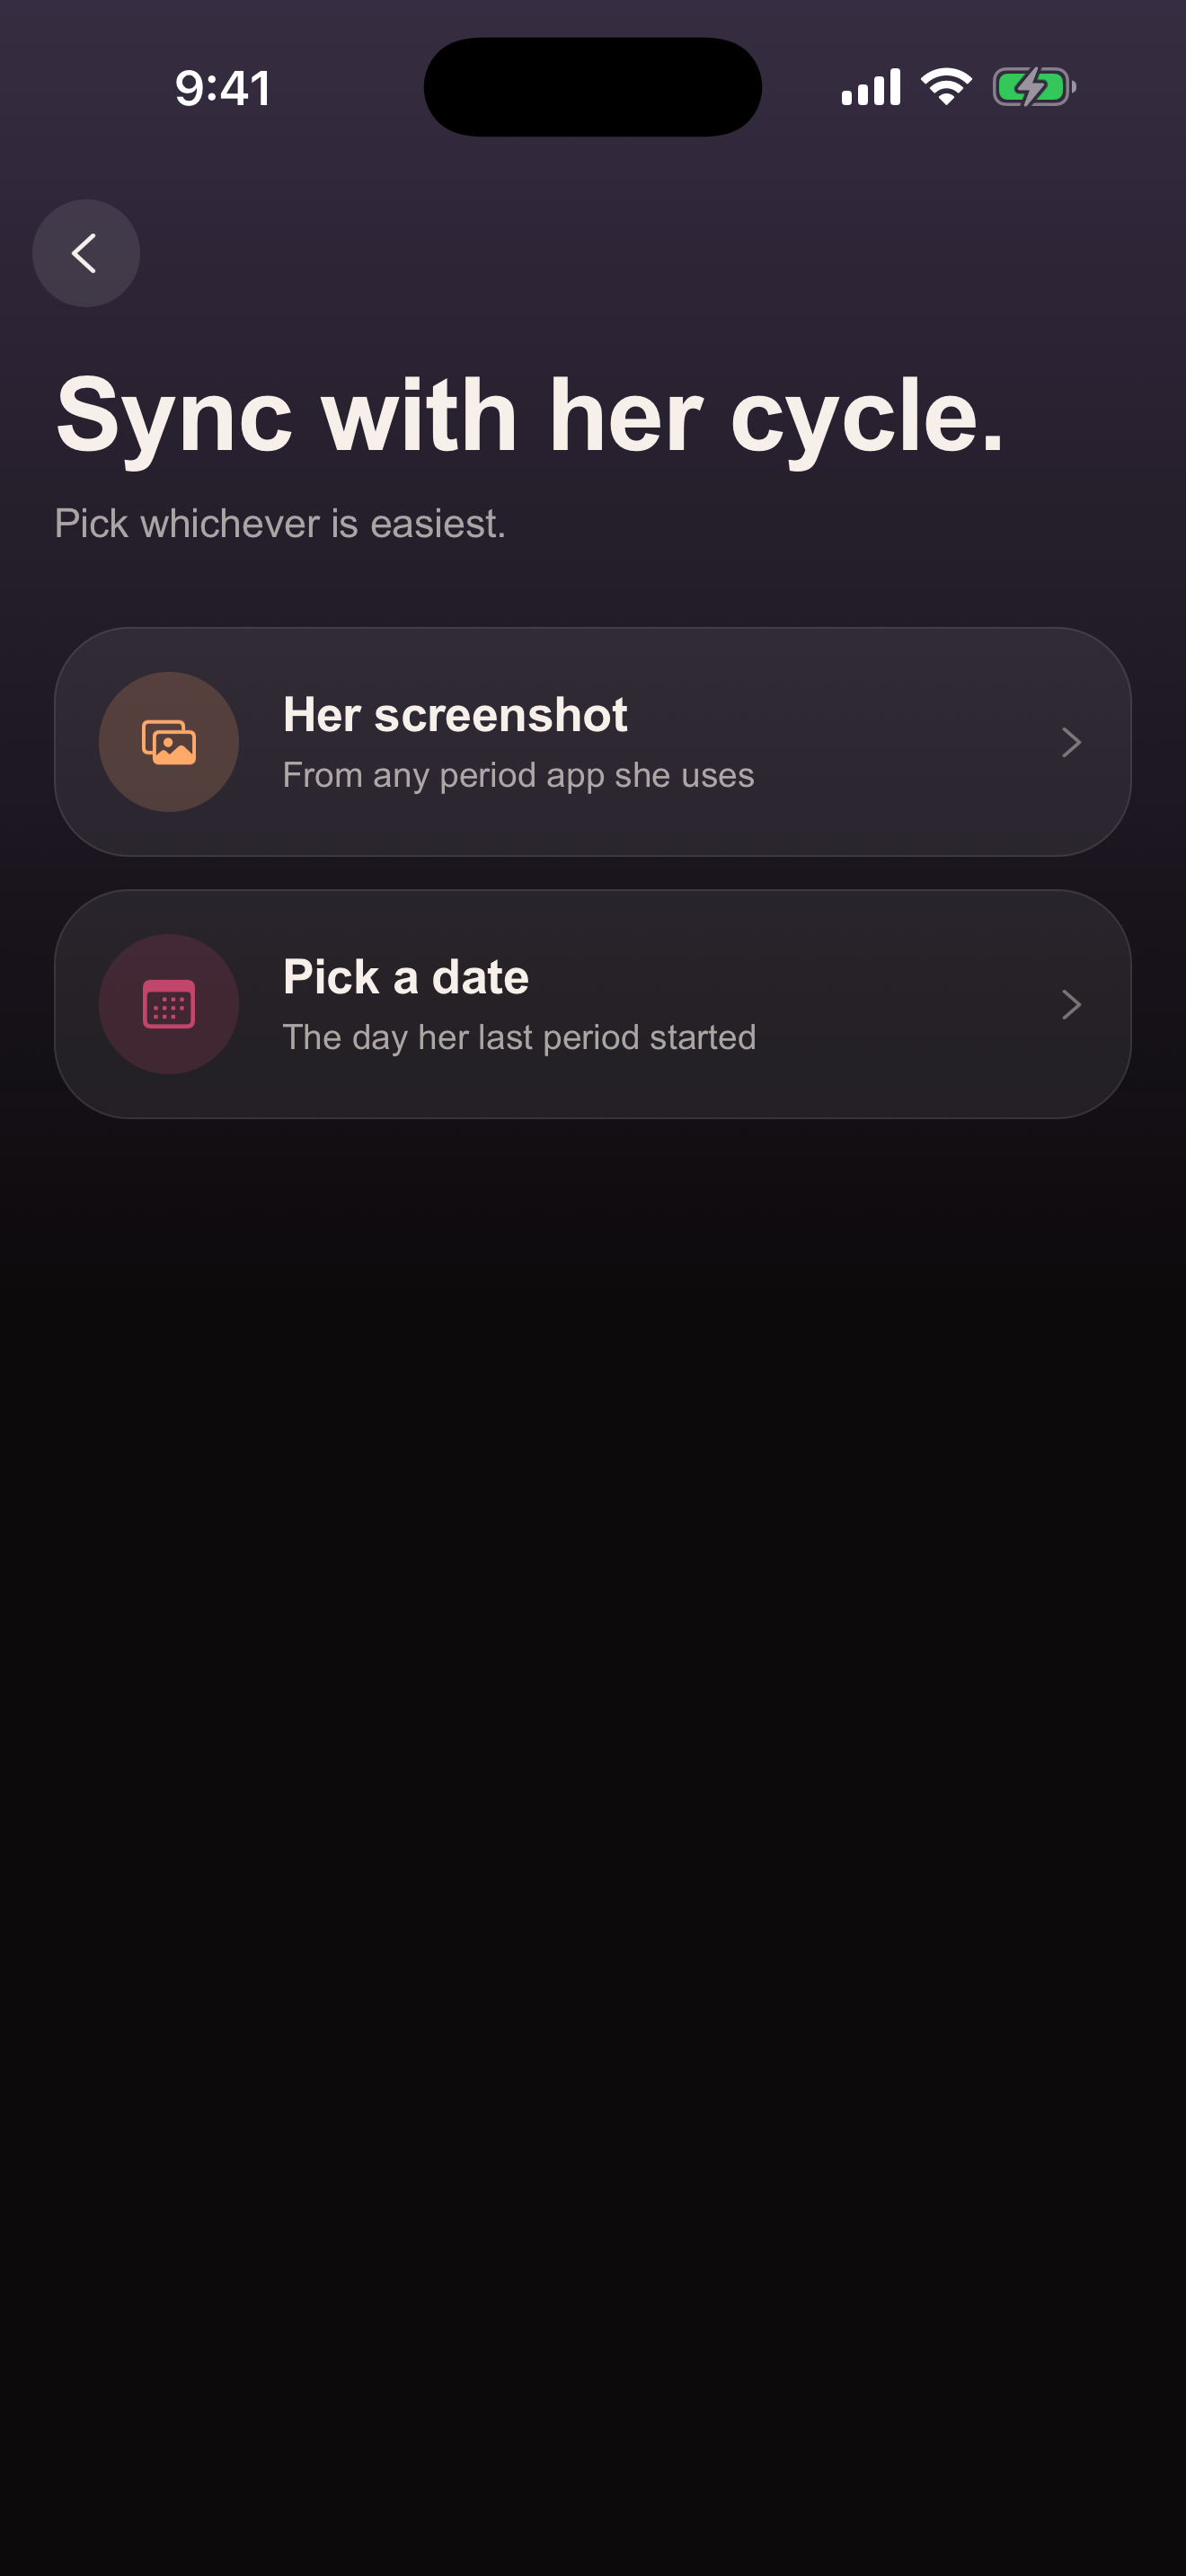 9:41
Sync with her cycle.
Pick whichever is easiest.
Her screenshot
From any period app she uses
Pick a date
The day her last period started